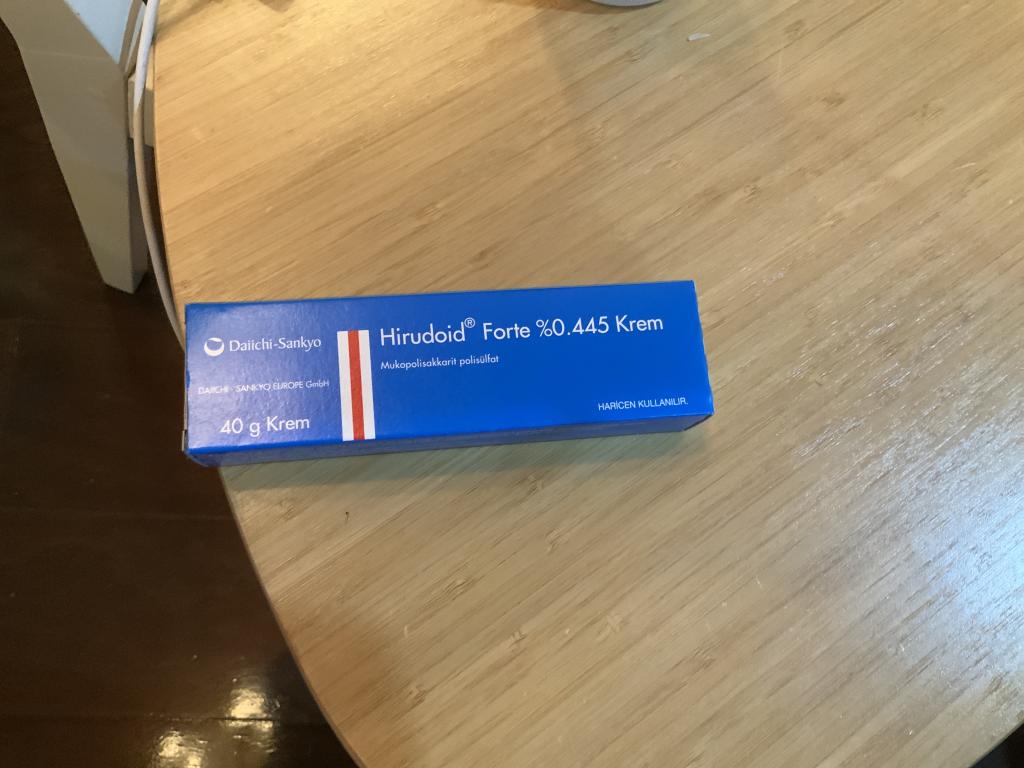 Daiichi-Sankyo
DAIICHI - SANKYO EUROPE GmbH
40 g Krem
Hirudoid® Forte %0.445 Krem
Mukopolisakkarit polisülfat
HARİCEN KULLANILIR.